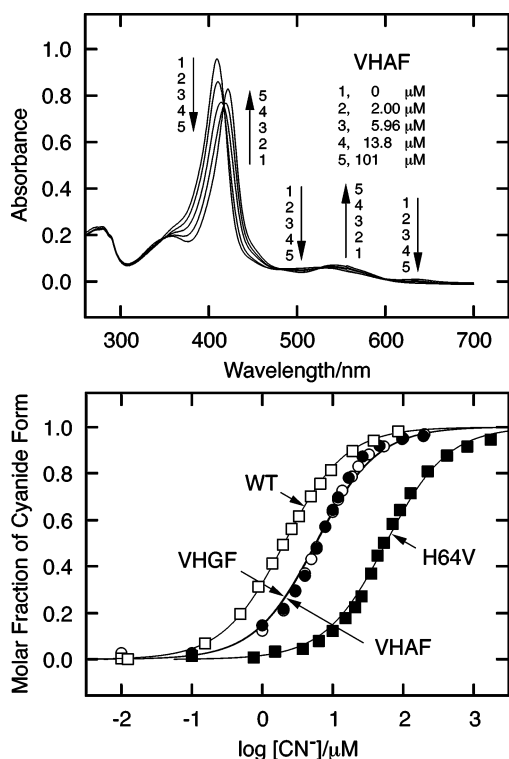 VHAF
1, 0 μM
2, 2.00 μM
3, 5.96 μM
4, 13.8 μM
5, 101 μM
1
2
3
4
5
5
4
3
2
1
1
2
3
4
5
5
4
3
2
1
1
2
3
4
5
Absorbance
1.0
0.8
0.6
0.4
0.2
0.0
300 400 500 600 700
Wavelength/nm
Molar Fraction of Cyanide Form
1.0
0.8
0.6
0.4
0.2
0.0
WT
VHGF
H64V
VHAF
-2 -1 0 1 2 3
log [CN⁻]/μM